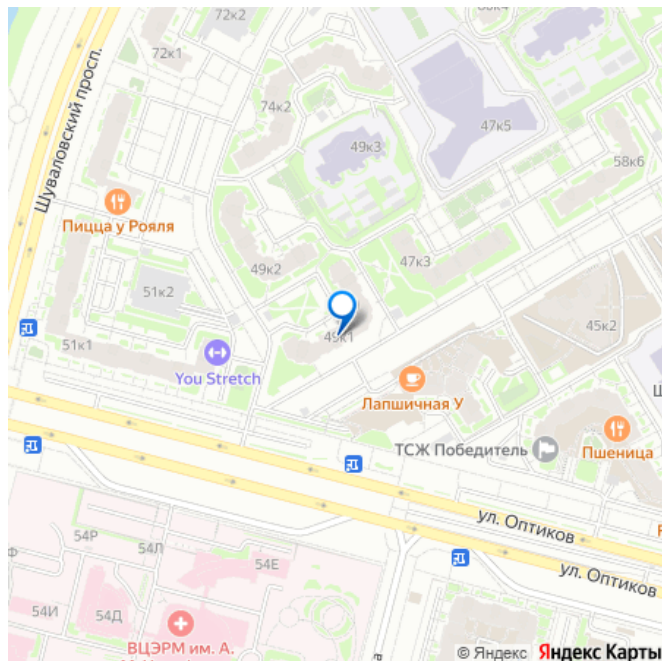 72к2
72к1
74к2
Шуваловский просп.
47к5
49к3
58к6
Пицца у Рояля
47к3
49к2
51к2
45к2
49к1
51к1
You Stretch
Лапшичная У
ТСЖ Победитель
Пшеница
ул. Оптиков
54Р
54Л
54Е
ул. Оптиков
54И
54Д
ВЦЭРМ им. А.
© Яндекс Яндекс Карты